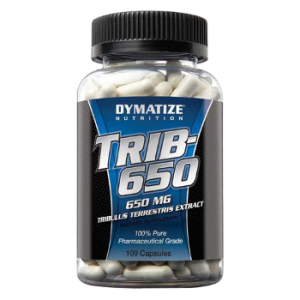 DYMATIZE
NUTRITION
TRIB-
650
650 MG
TRIBULUS TERRESTRIS EXTRACT
100% Pure
Pharmaceutical Grade
100 Capsules